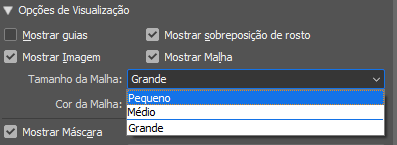 Opções de Visualização
Mostrar guias Mostrar sobreposição de rosto
Mostrar Imagem Mostrar Malha
Tamanho da Malha: Grande
Pequeno
Cor da Malha:
Médio
Grande
Mostrar Máscara